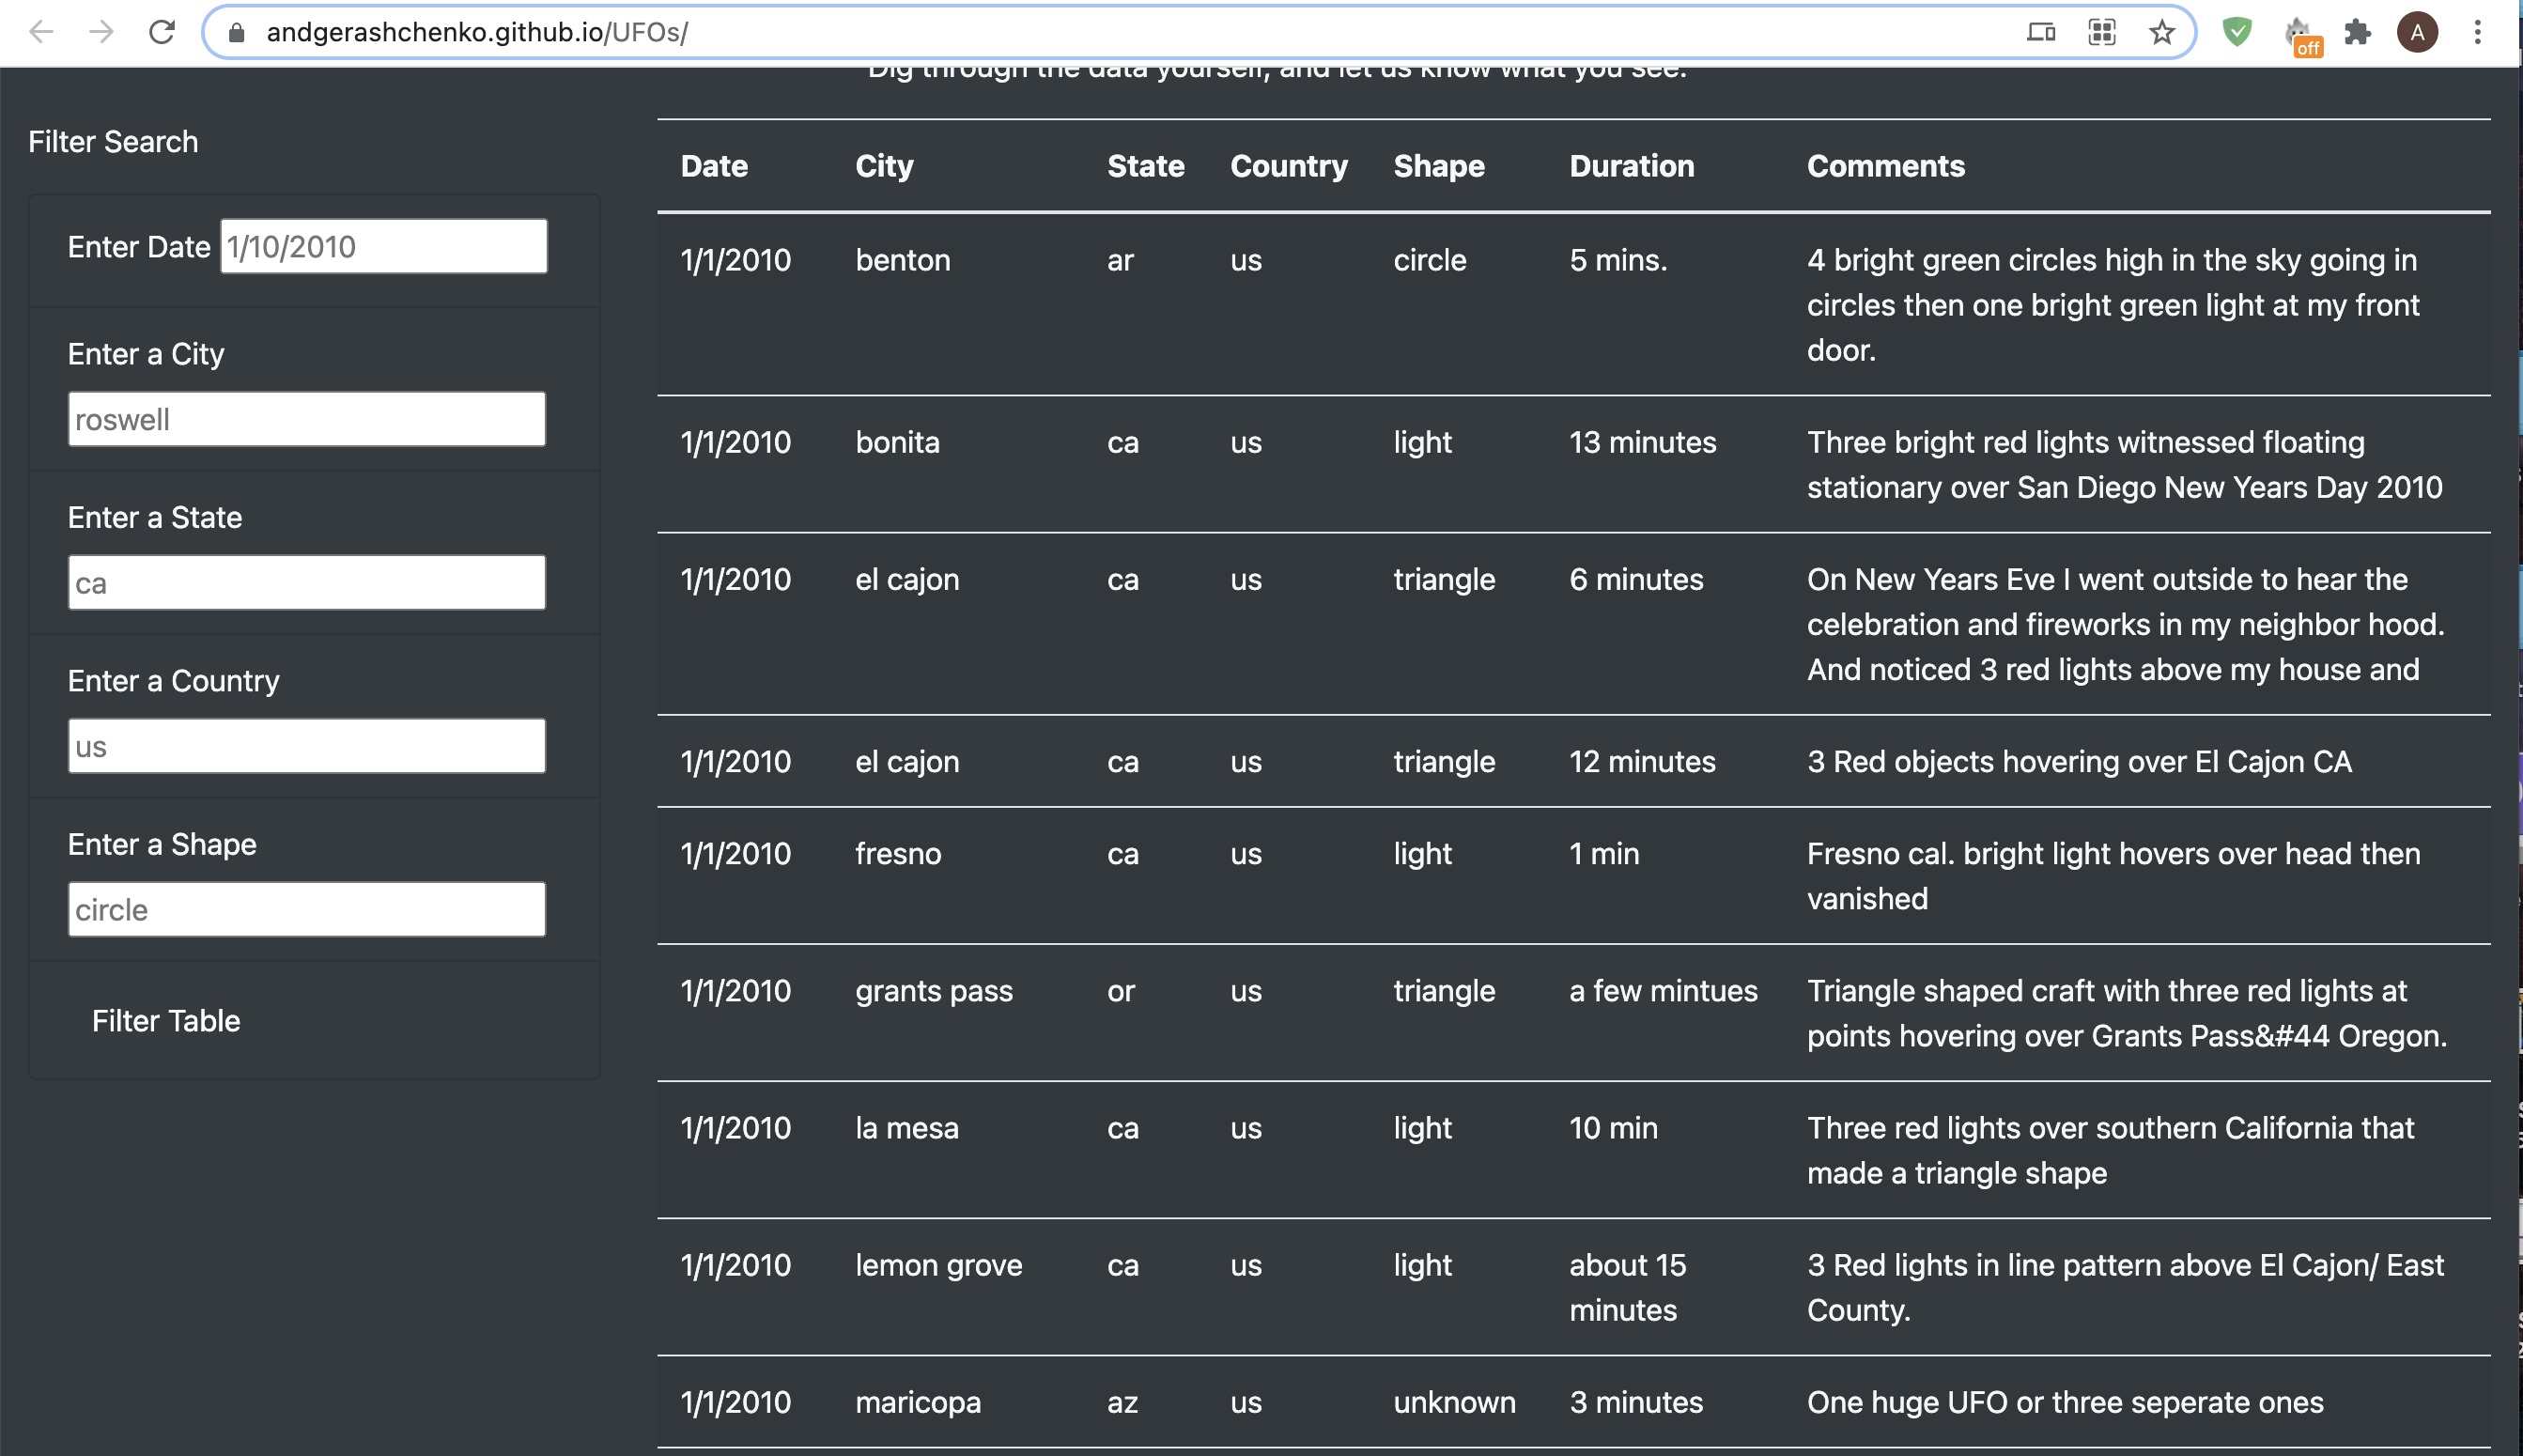 andgerashchenko.github.io/UFOs/
off
A
Dig through the data yourself, and let us know what you see.
Filter Search
Enter Date 1/10/2010
Enter a City
roswell
Enter a State
ca
Enter a Country
us
Enter a Shape
circle
Filter Table
Date City State Country Shape Duration Comments
1/1/2010 benton ar us circle 5 mins. 4 bright green circles high in the sky going in
circles then one bright green light at my front
door.
1/1/2010 bonita ca us light 13 minutes Three bright red lights witnessed floating
stationary over San Diego New Years Day 2010
1/1/2010 el cajon ca us triangle 6 minutes On New Years Eve I went outside to hear the
celebration and fireworks in my neighbor hood.
And noticed 3 red lights above my house and
1/1/2010 el cajon ca us triangle 12 minutes 3 Red objects hovering over El Cajon CA
1/1/2010 fresno ca us light 1 min Fresno cal. bright light hovers over head then
vanished
1/1/2010 grants pass or us triangle a few mintues Triangle shaped craft with three red lights at
points hovering over Grants Pass&#44 Oregon.
1/1/2010 la mesa ca us light 10 min Three red lights over southern California that
made a triangle shape
1/1/2010 lemon grove ca us light about 15 3 Red lights in line pattern above El Cajon/ East
minutes County.
1/1/2010 maricopa az us unknown 3 minutes One huge UFO or three seperate ones